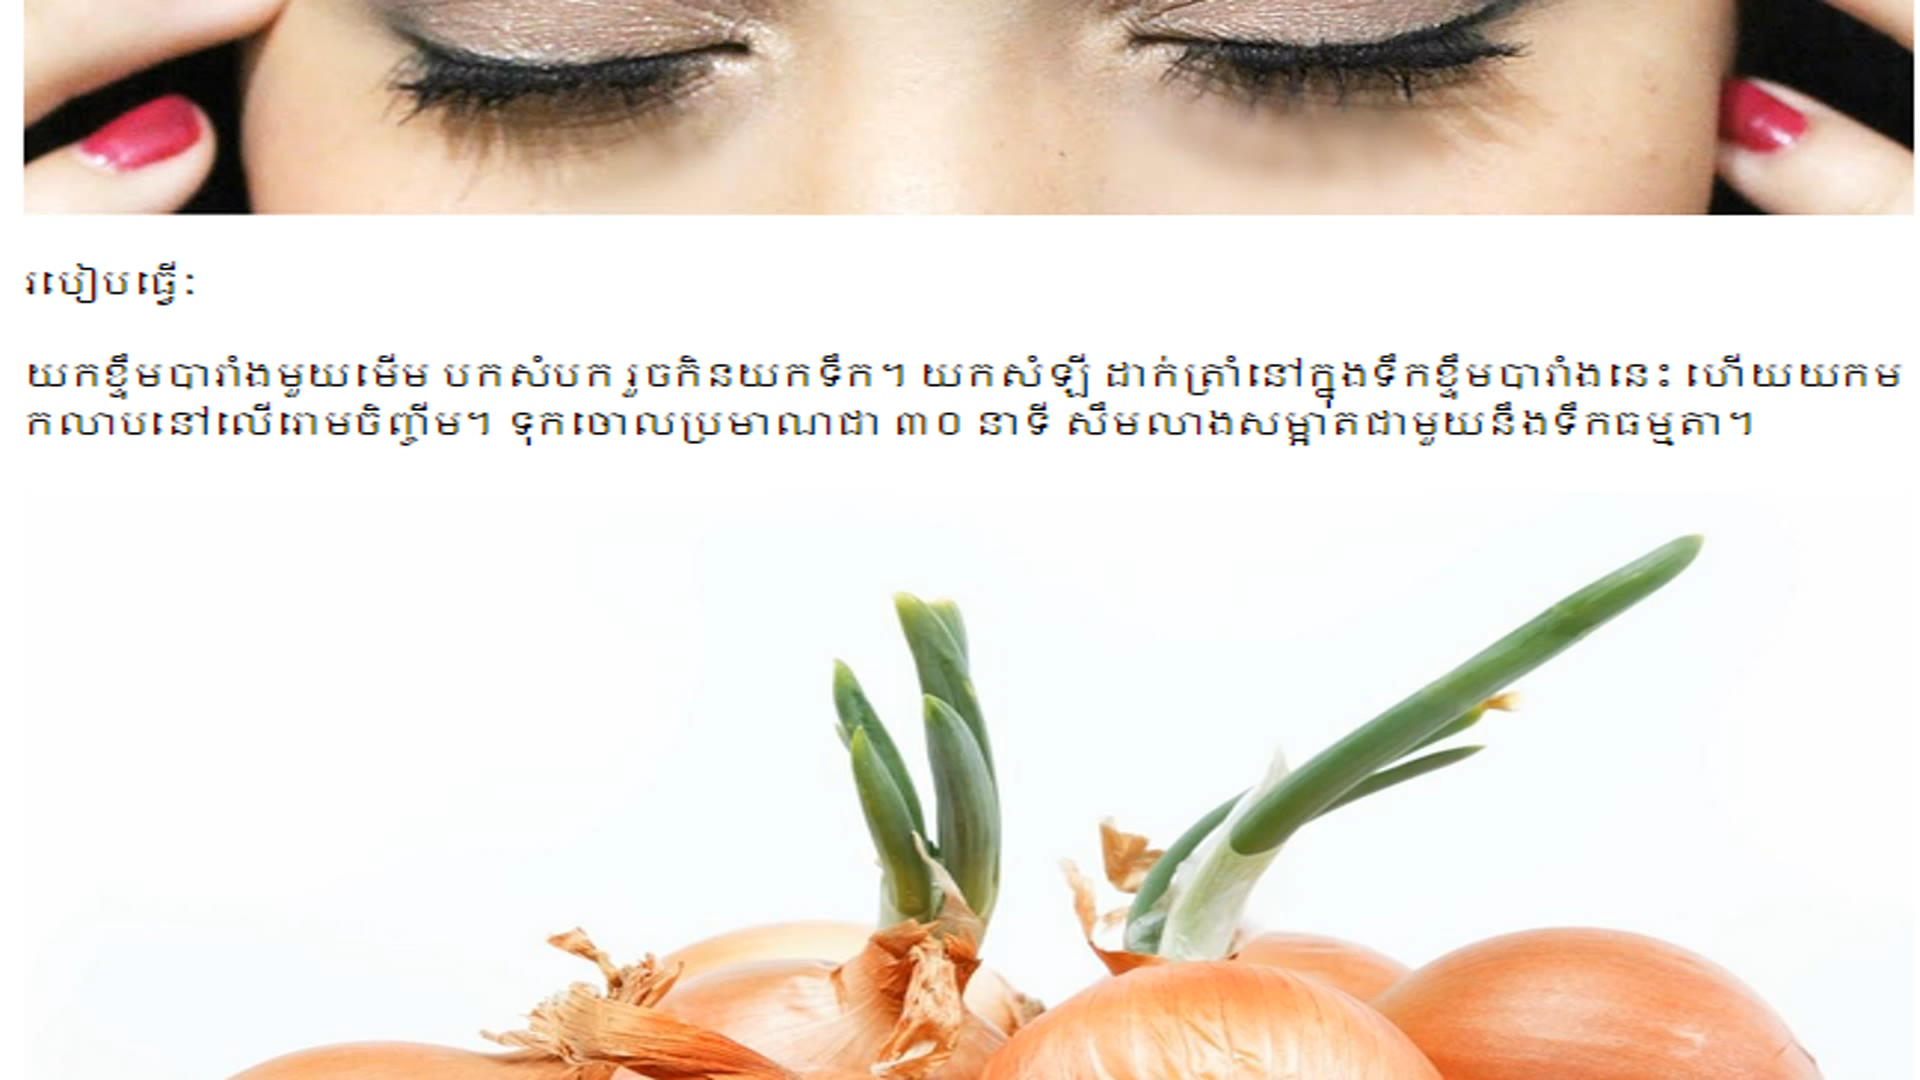 របៀបធ្វើ:
យកខ្ទឹមបារាំងមួយមើម បកសំបក រួចកិនយកទឹក។ យកសំឡី ដាក់ត្រាំនៅក្នុងទឹកខ្ទឹមបារាំងនេះ ហើយយកម
កលាបនៅលើរោមចិញ្ចើម។ ទុកចោលប្រមាណជា ៣០ នាទី សឹមលាងសម្អាតជាមួយនឹងទឹកធម្មតា។